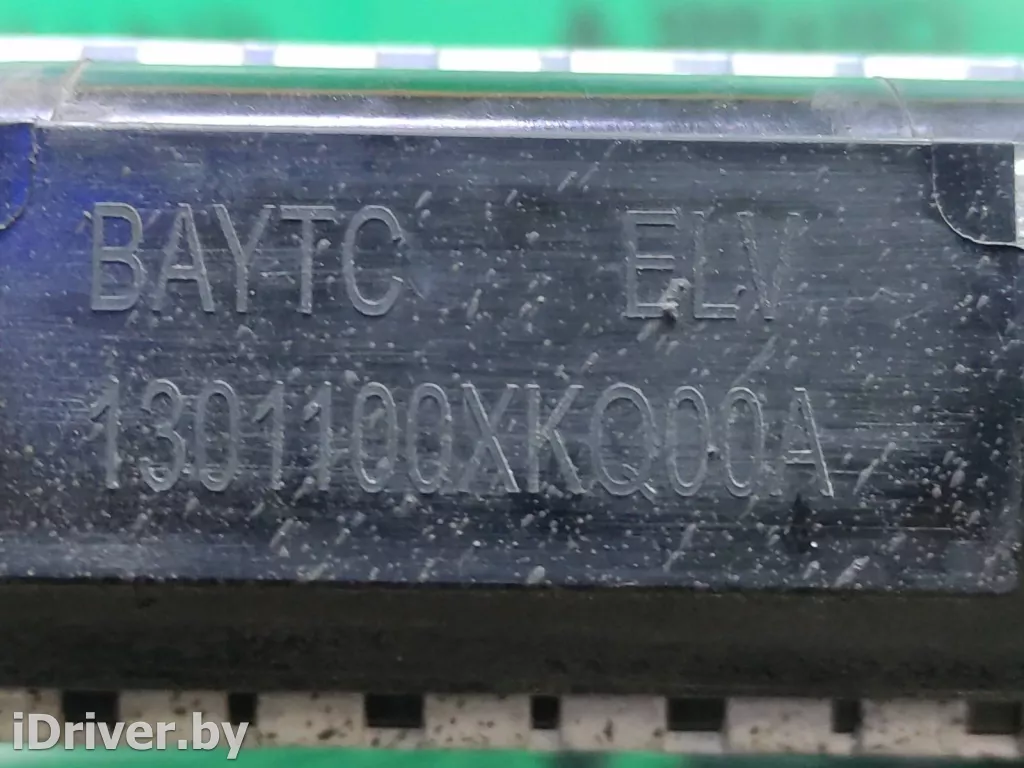 BAYTC ELV
1301100XKQ00A
iDriver.by